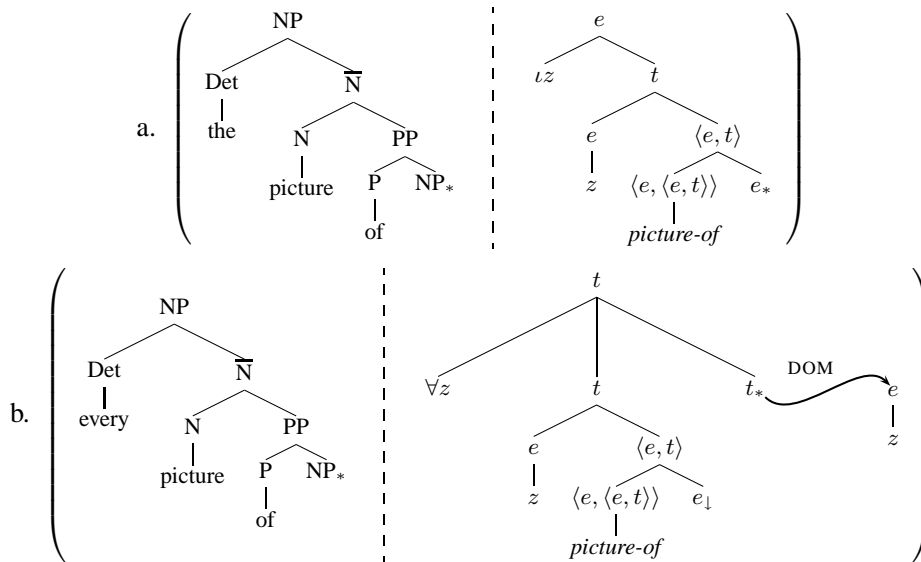 NP e
Det N̅ ιz t
the N PP e ⟨e, t⟩
a.
picture P NP* z ⟨e, ⟨e, t⟩⟩ e*
of picture-of
t
NP
Det N̅ ∀z t t* DOM e
every N PP e ⟨e, t⟩ z
b.
picture P NP* z ⟨e, ⟨e, t⟩⟩ e↓
of picture-of